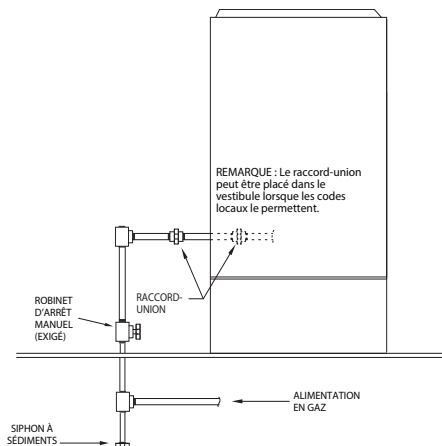 REMARQUE : Le raccord-union
peut être placé dans le
vestibule lorsque les codes
locaux le permettent.
RACCORD-
UNION
ROBINET
D'ARRÊT
MANUEL
(EXIGÉ)
ALIMENTATION
EN GAZ
SIPHON À
SÉDIMENTS